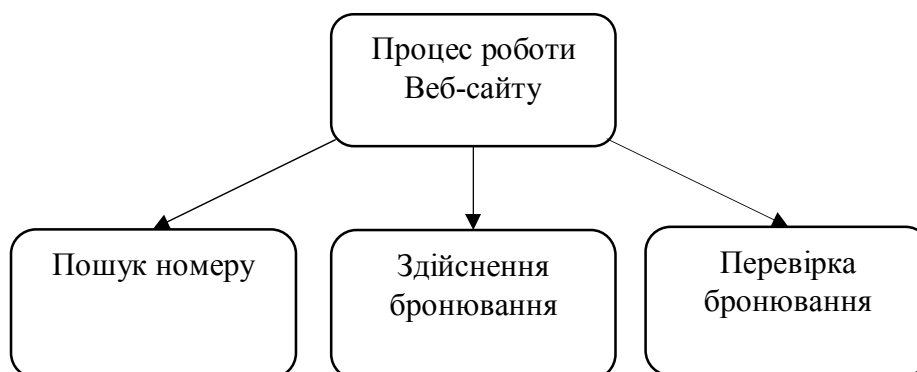 Процес роботи
Веб-сайту
Пошук номеру
Здійснення
бронювання
Перевірка
бронювання